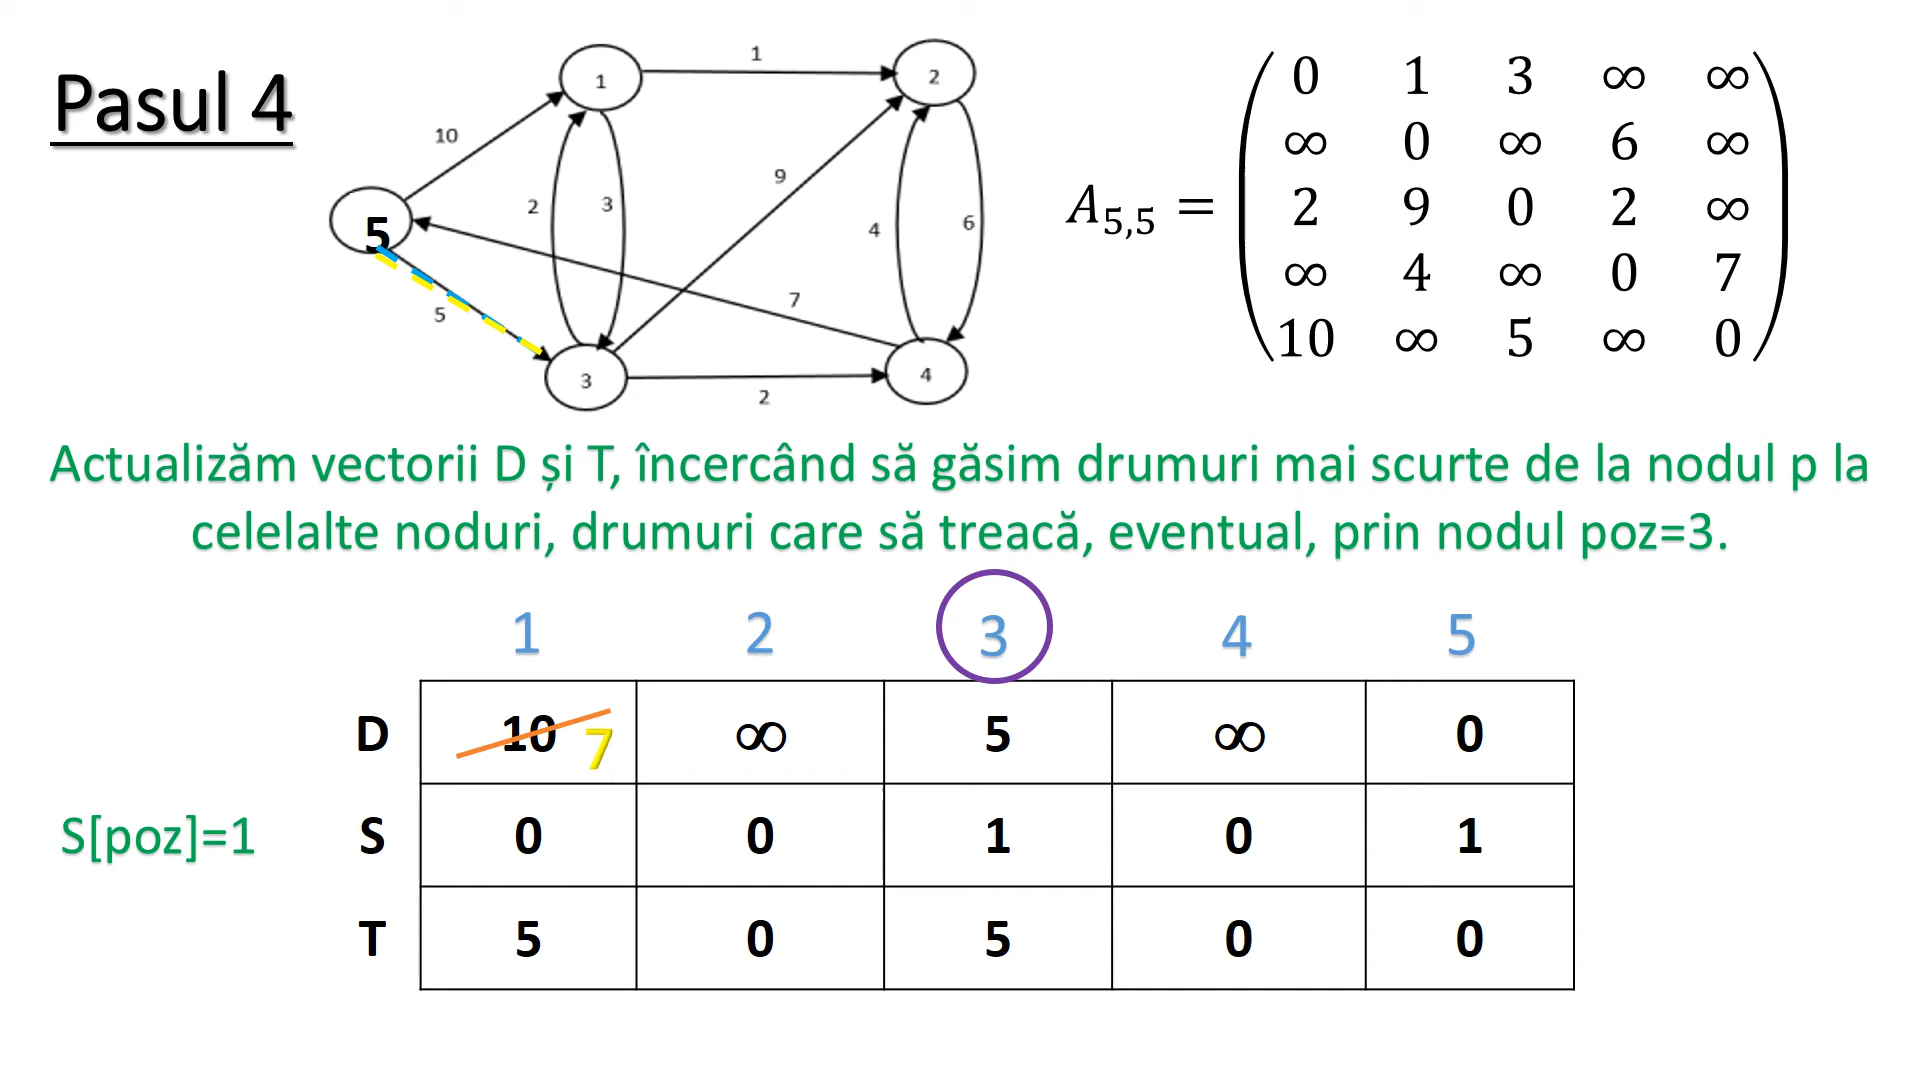 Pasul 4
1
1
2
10
9
2
3
4
6
5
7
5
3
4
2
A5,5 =
0 1 3 ∞ ∞
∞ 0 ∞ 6 ∞
2 9 0 2 ∞
∞ 4 ∞ 0 7
10 ∞ 5 ∞ 0
Actualizăm vectorii D și T, încercând să găsim drumuri mai scurte de la nodul p la
celelalte noduri, drumuri care să treacă, eventual, prin nodul poz=3.
1 2 3 4 5
D 10 7 ∞ 5 ∞ 0
S[poz]=1 S 0 0 1 0 1
T 5 0 5 0 0